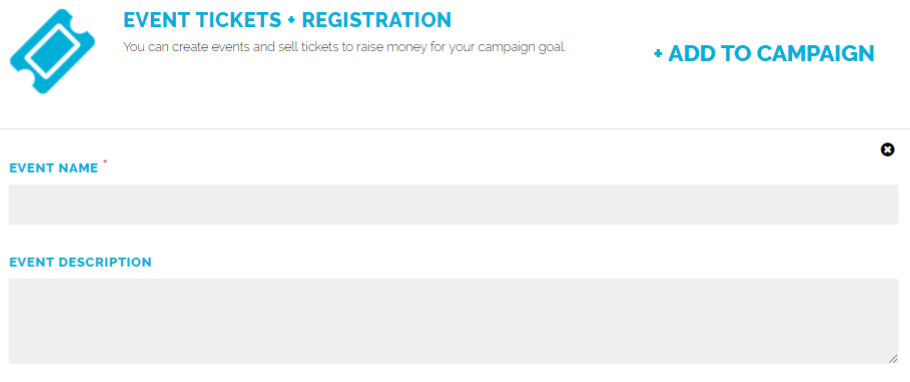 EVENT TICKETS + REGISTRATION
You can create events and sell tickets to raise money for your campaign goal.
+ ADD TO CAMPAIGN
EVENT NAME *
EVENT DESCRIPTION